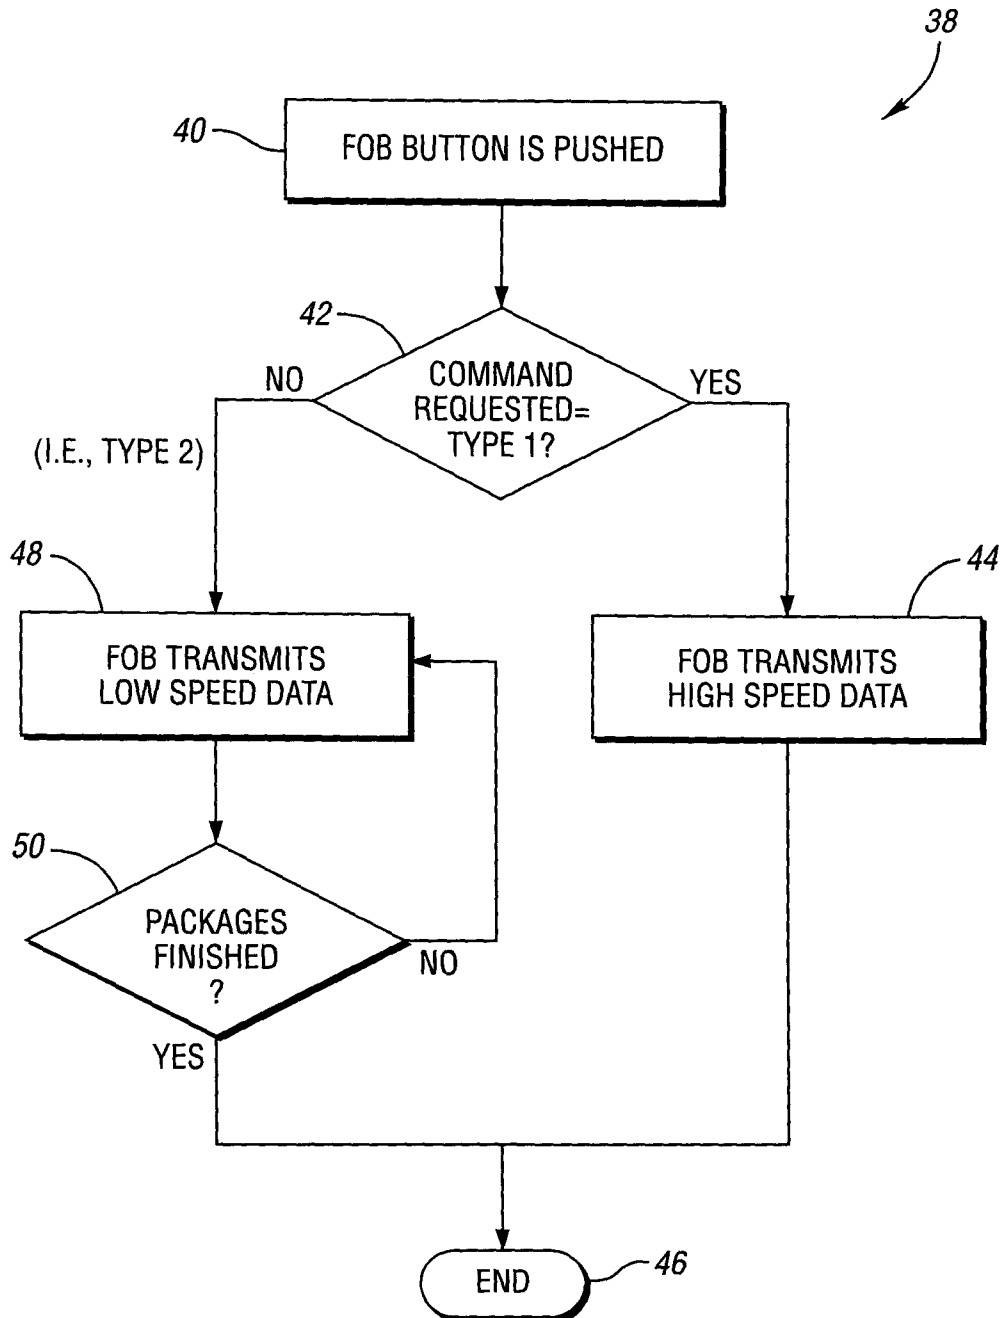 38
40
FOB BUTTON IS PUSHED
42
COMMAND
REQUESTED=
TYPE 1?
NO
YES
(I.E., TYPE 2)
48
44
FOB TRANSMITS
LOW SPEED DATA
FOB TRANSMITS
HIGH SPEED DATA
50
PACKAGES
FINISHED
?
NO
YES
END
46